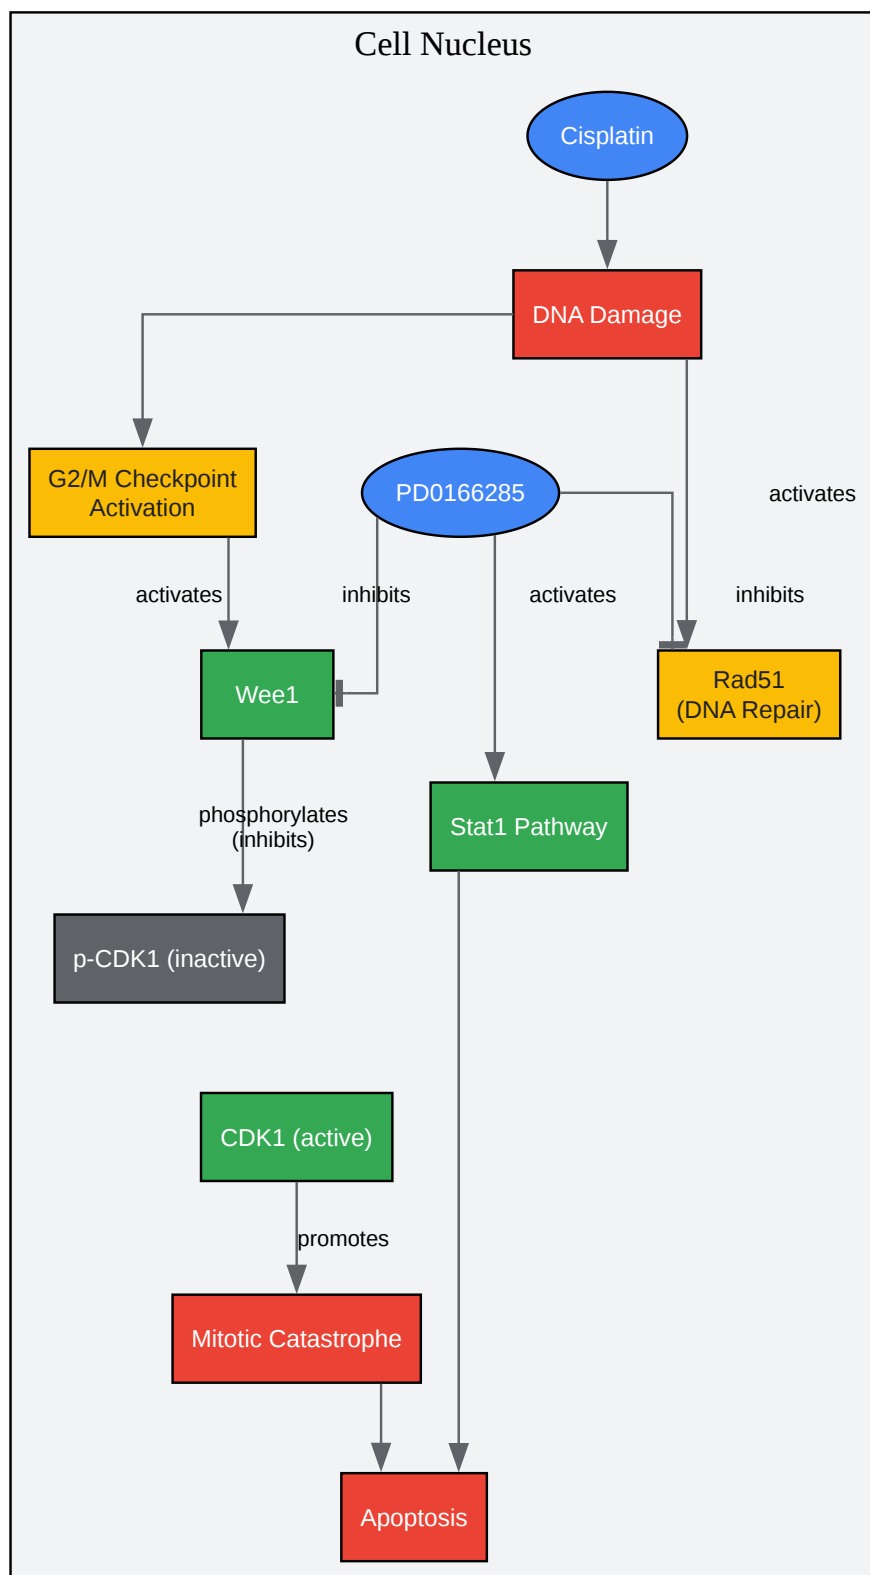 Cell Nucleus
Cisplatin
DNA Damage
G2/M Checkpoint
Activation
PD0166285
activates
activates
inhibits
activates
inhibits
Wee1
Rad51
(DNA Repair)
phosphorylates
(inhibits)
Stat1 Pathway
p-CDK1 (inactive)
CDK1 (active)
promotes
Mitotic Catastrophe
Apoptosis